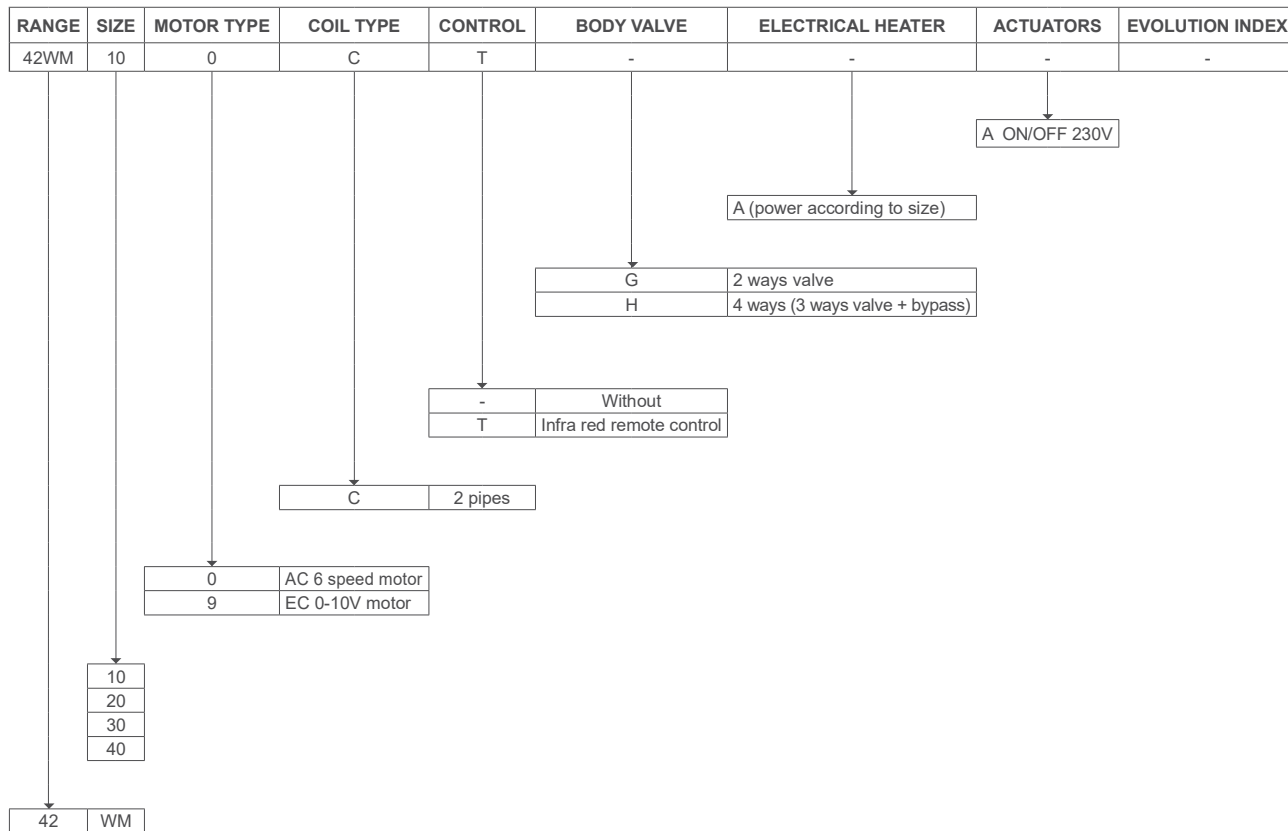 RANGE SIZE MOTOR TYPE COIL TYPE CONTROL BODY VALVE ELECTRICAL HEATER ACTUATORS EVOLUTION INDEX
42WM 10 0 C T - - - -
A ON/OFF 230V
A (power according to size)
G 2 ways valve
H 4 ways (3 ways valve + bypass)
- Without
T Infra red remote control
C 2 pipes
0 AC 6 speed motor
9 EC 0-10V motor
10
20
30
40
42 WM